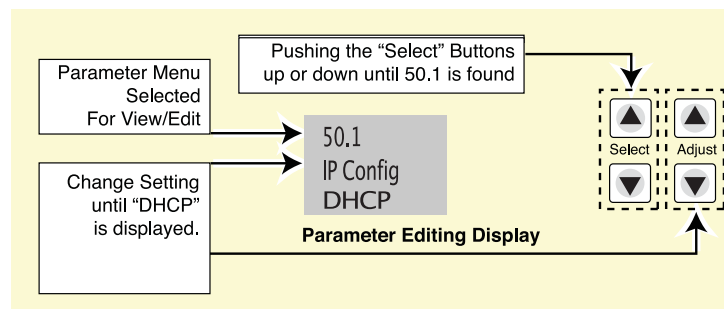 Pushing the “Select” Buttons
up or down until 50.1 is found
Parameter Menu
Selected
For View/Edit
50.1
IP Config
DHCP
Select
Adjust
Change Setting
until “DHCP”
is displayed.
Parameter Editing Display